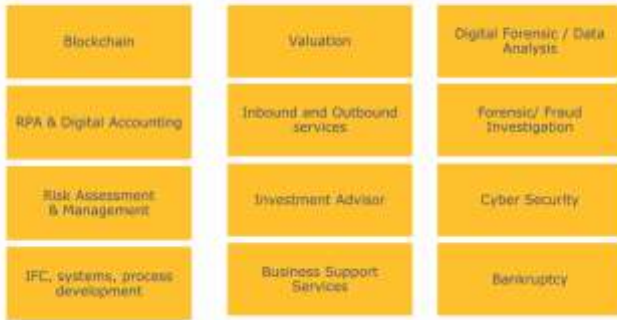 Blockchain
RPA & Digital Accounting
Risk Assessment
& Management
IFC, systems, process
development
Valuation
Inbound and Outbound
services
Investment Advisor
Business Support
Services
Digital Forensic / Data
Analysis
Forensic/ Fraud
Investigation
Cyber Security
Bankruptcy